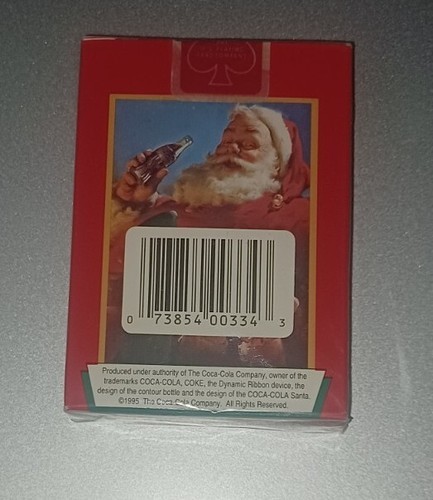 0 73854 00334 3
Produced under authority of The Coca-Cola Company, owner of the
trademarks COCA-COLA, COKE, the Dynamic Ribbon device, the
design of the contour bottle and the design of the COCA-COLA Santa.
©1995 The Coca-Cola Company. All Rights Reserved.